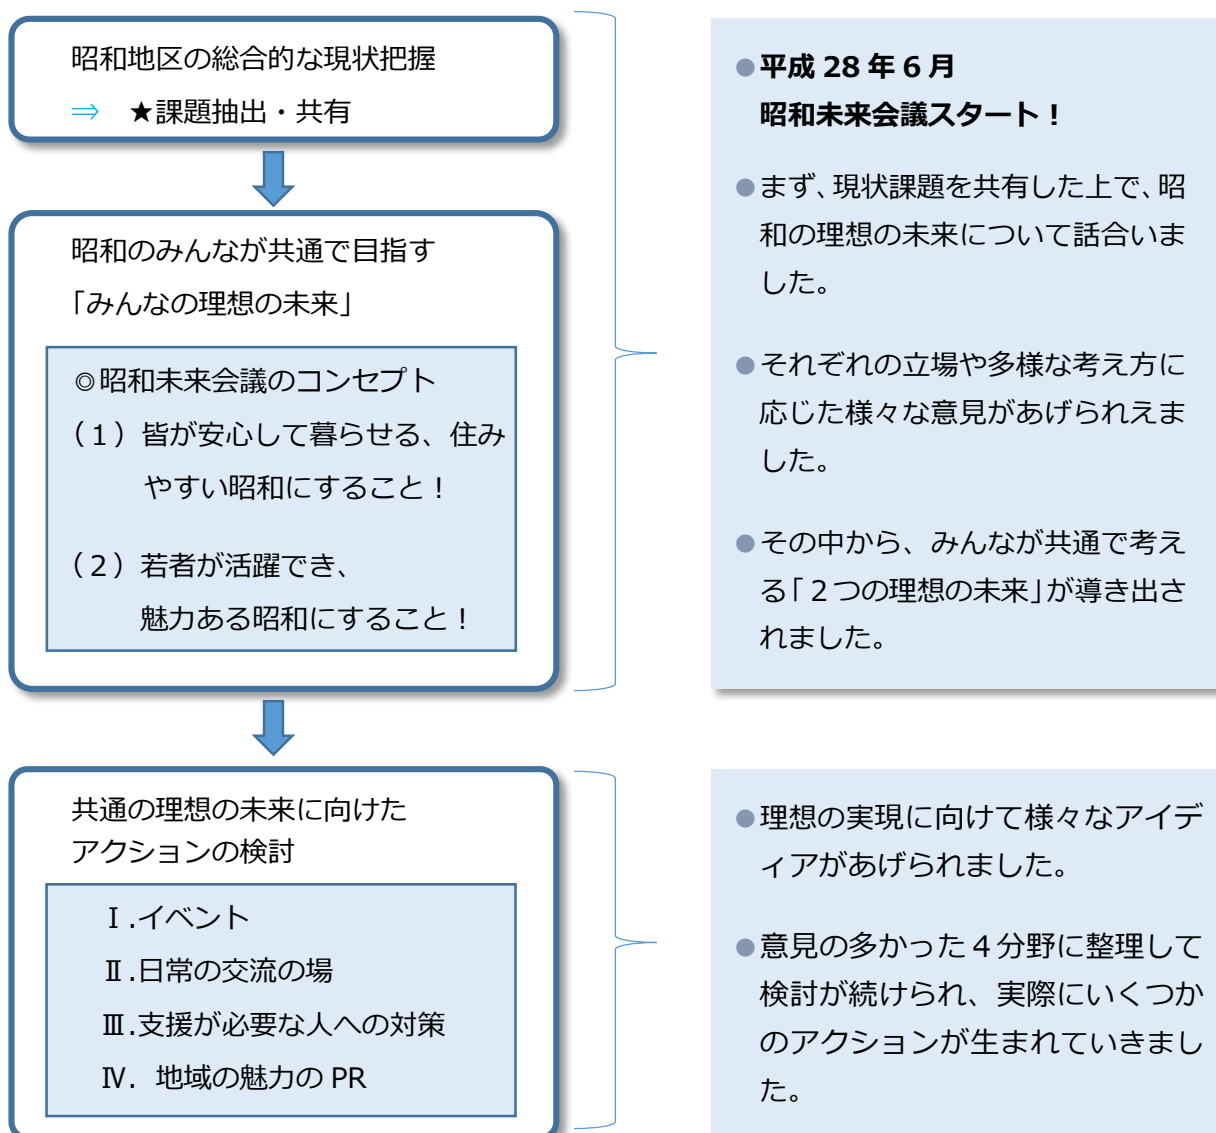 昭和地区の総合的な現状把握
⇒ ★課題抽出・共有
昭和のみんなが共通で目指す
「みんなの理想の未来」
◎昭和未来会議のコンセプト
（１）皆が安心して暮らせる、住み
やすい昭和にすること！
（２）若者が活躍でき、
魅力ある昭和にすること！
共通の理想の未来に向けた
アクションの検討
Ⅰ.イベント
Ⅱ.日常の交流の場
Ⅲ.支援が必要な人への対策
Ⅳ. 地域の魅力の PR
●平成 28 年 6 月
昭和未来会議スタート！
●まず、現状課題を共有した上で、昭
和の理想の未来について話合いま
した。
●それぞれの立場や多様な考え方に
応じた様々な意見があげられえま
した。
●その中から、みんなが共通で考え
る「２つの理想の未来」が導き出さ
れました。
●理想の実現に向けて様々なアイデ
ィアがあげられました。
●意見の多かった４分野に整理して
検討が続けられ、実際にいくつか
のアクションが生まれていきまし
た。